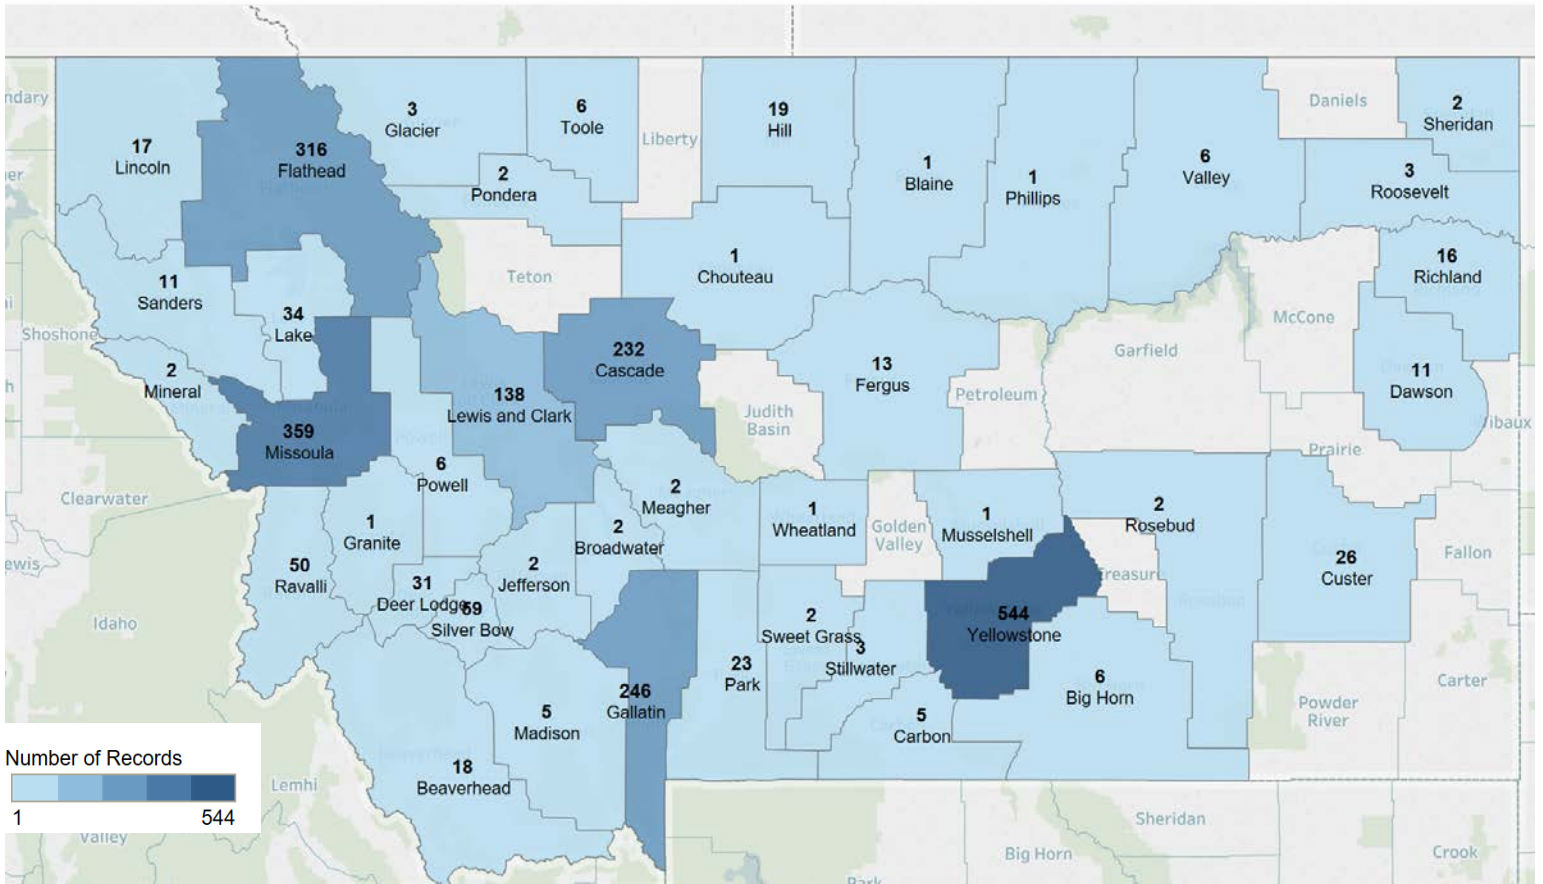 3
Glacier
6
Toole
19
Hill
Daniels
2
Sheridan
Liberty
17
Lincoln
316
Flathead
2
Pondera
1
Blaine
1
Phillips
6
Valley
3
Roosevelt
Teton
1
Chouteau
16
Richland
11
Sanders
34
Lake
McCone
Shoshone
2
Mineral
232
Cascade
13
Fergus
Garfield
11
Dawson
138
Lewis and Clark
Judith
Basin
Petroleum
ibaux
359
Missoula
Prairie
6
Powell
Clearwater
2
Meagher
1
Wheatland
Golden
Valley
1
Musselshell
2
Rosebud
1
Granite
2
Broadwater
Fallon
50
Ravalli
31
Deer Lodge
2
Jefferson
Treasure
26
Custer
59
Silver Bow
Idaho
2
Sweet Grass
3
Stillwater
544
Yellowstone
23
Park
246
Gallatin
6
Big Horn
Carter
Powder
River
5
Madison
5
Carbon
18
Beaverhead
Lemhi
Number of Records
1 544
Valley
Sheridan
Big Horn
Crook
Park